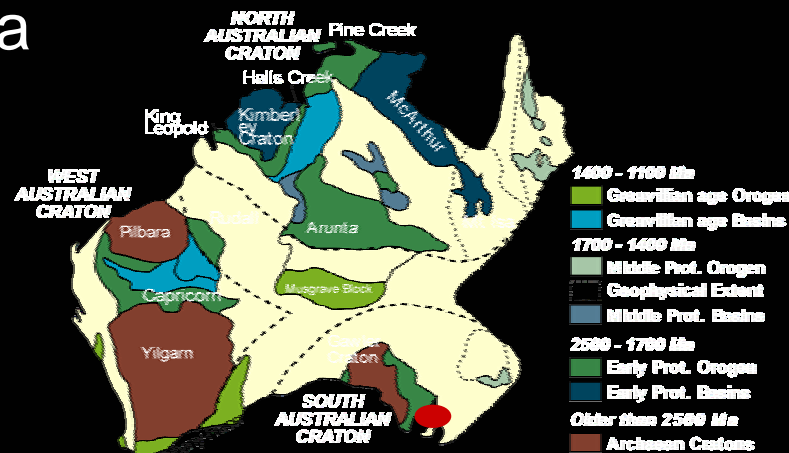 a
NORTH
AUSTRALIAN
CRATON
Pine Creek
Halls Creek
King
Leopold
Kimberl
ey
Craton
McArthur
WEST
AUSTRALIAN
CRATON
Pilbara
Arunta
Capricorn
Musgrave Block
Yilgarn
Craton
SOUTH
AUSTRALIAN
CRATON
1400 - 1100 Ma
Grenvillian age Orogen
Grenvillian age Basins
1700 - 1400 Ma
Middle Prot. Orogen
Geophysical Extent
Middle Prot. Basins
2500 - 1700 Ma
Early Prot. Orogen
Early Prot. Basins
Older than 2500 Ma
Archaean Cratons